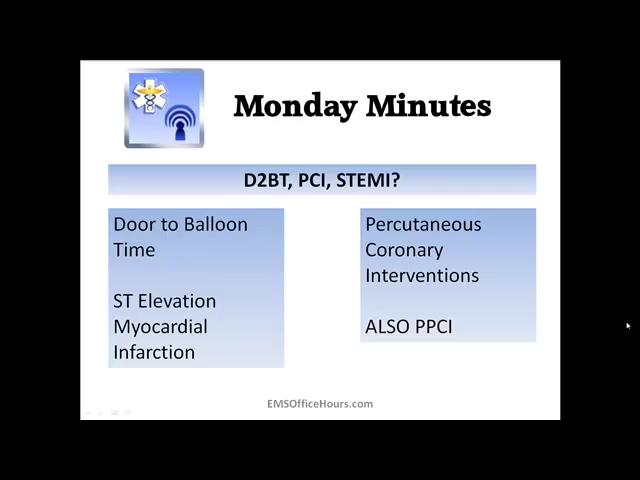 Monday Minutes
D2BT, PCI, STEMI?
Door to Balloon
Time
ST Elevation
Myocardial
Infarction
Percutaneous
Coronary
Interventions
ALSO PPCI
EMSOfficeHours.com